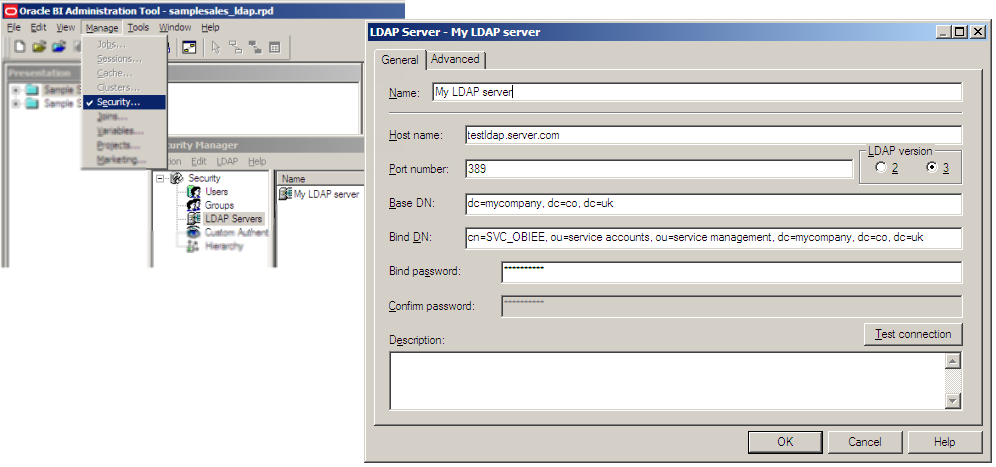 Oracle BI Administration Tool - samplesales_ldap.rpd
File Edit View Manage Tools Window Help
Jobs...
Sessions...
Cache...
Clusters...
Security...
Joins...
Variables...
Projects...
Marketing...
Presentation
Sample S
Sample S
curity Manager
tion Edit LDAP Help
Security
Users
Groups
LDAP Servers
Custom Authent
Hierarchy
Name
My LDAP server
LDAP Server - My LDAP server
General Advanced
Name: My LDAP server
Host name: testldap.server.com
Port number: 389
LDAP version
2 3
Base DN: dc=mycompany, dc=co, dc=uk
Bind DN: cn=SVC_OBIEE, ou=service accounts, ou=service management, dc=mycompany, dc=co, dc=uk
Bind password: **********
Confirm password: **********
Test connection
Description:
OK Cancel Help